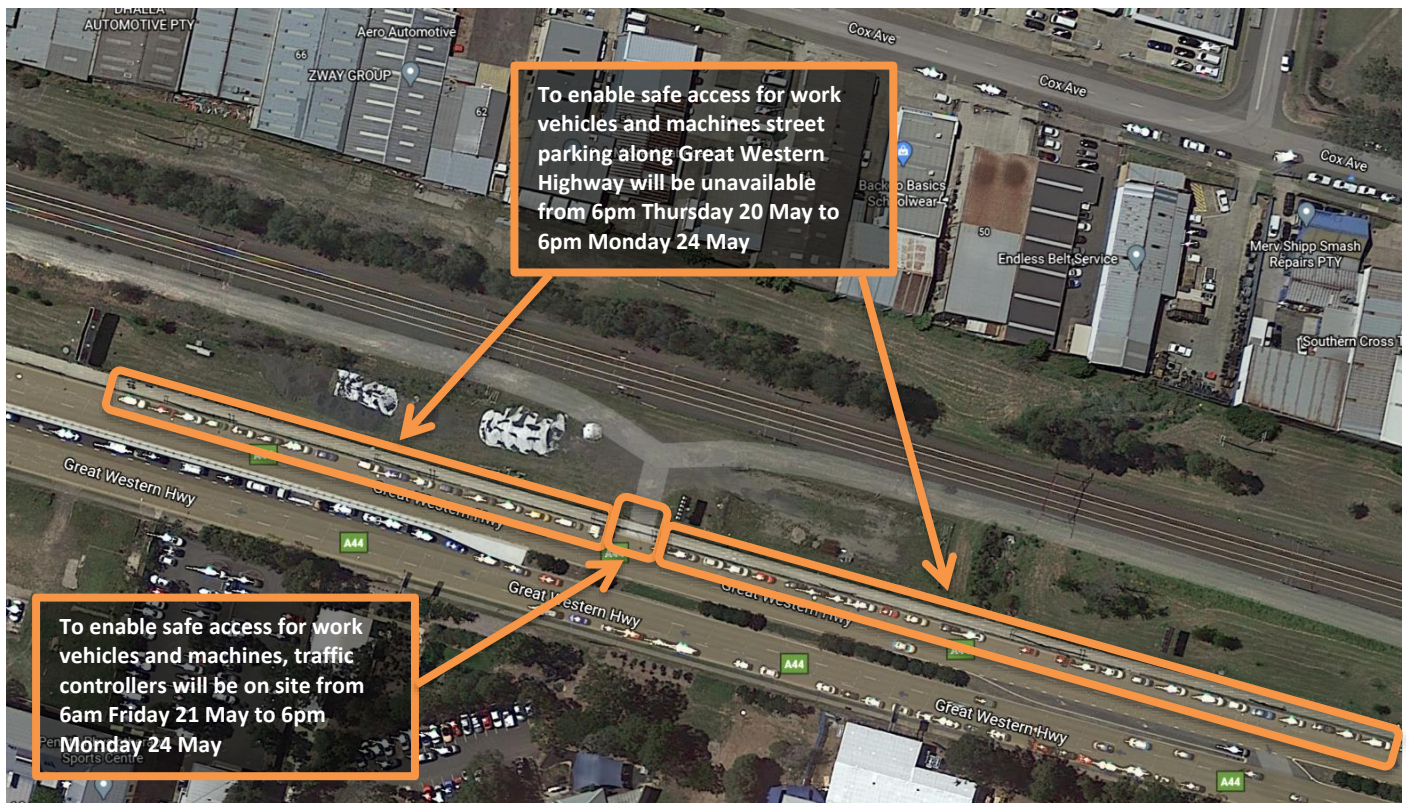 DHALLA
AUTOMOTIVE PTY
Aero Automotive
66
ZWAY GROUP
62
Cox Ave
Cox Ave
Cox Ave
To enable safe access for work
vehicles and machines street
parking along Great Western
Highway will be unavailable
from 6pm Thursday 20 May to
6pm Monday 24 May
Back to Basics
Schoolwear
50
Endless Belt Service
Merv Shipp Smash
Repairs PTY
Southern Cross T
Great Western Hwy
A44
Great Western Hwy
A44
A44
Great Western Hwy
Great Western Hwy
A44
A44
Great Western Hwy
A44
To enable safe access for work
vehicles and machines, traffic
controllers will be on site from
6am Friday 21 May to 6pm
Monday 24 May
Sports Centre